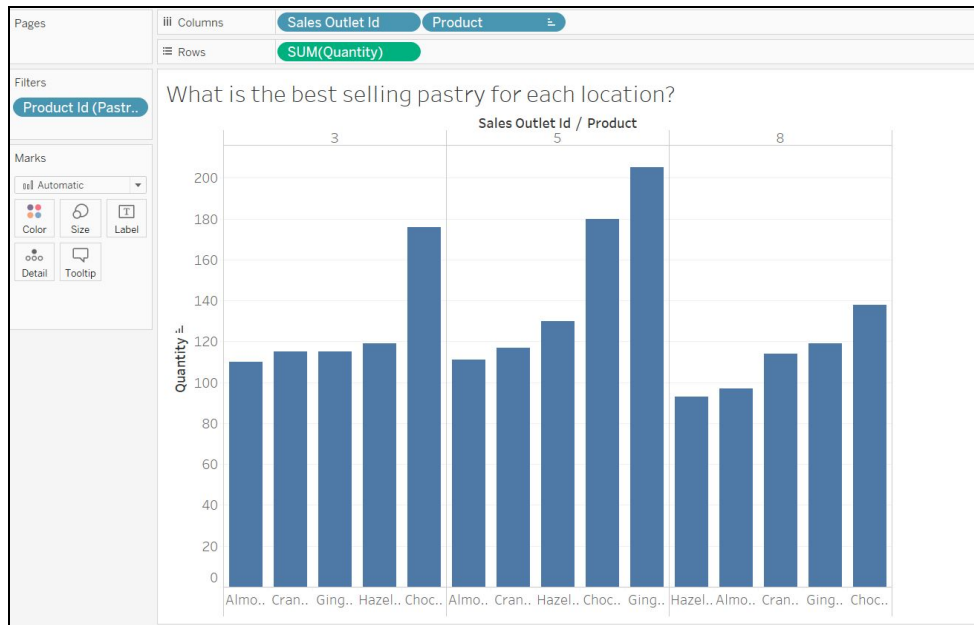 Pages
iii Columns
Sales Outlet Id
Product
Rows
SUM(Quantity)
Filters
Product Id (Pastr..
Marks
Automatic
Color
Size
Label
Detail
Tooltip
What is the best selling pastry for each location?
Sales Outlet Id / Product
3
5
8
Quantity
200
180
160
140
120
100
80
60
40
20
0
Almo.. Cran.. Ging.. Hazel.. Choc.. Almo.. Cran.. Hazel.. Choc.. Ging.. Hazel.. Almo.. Cran.. Ging.. Choc..